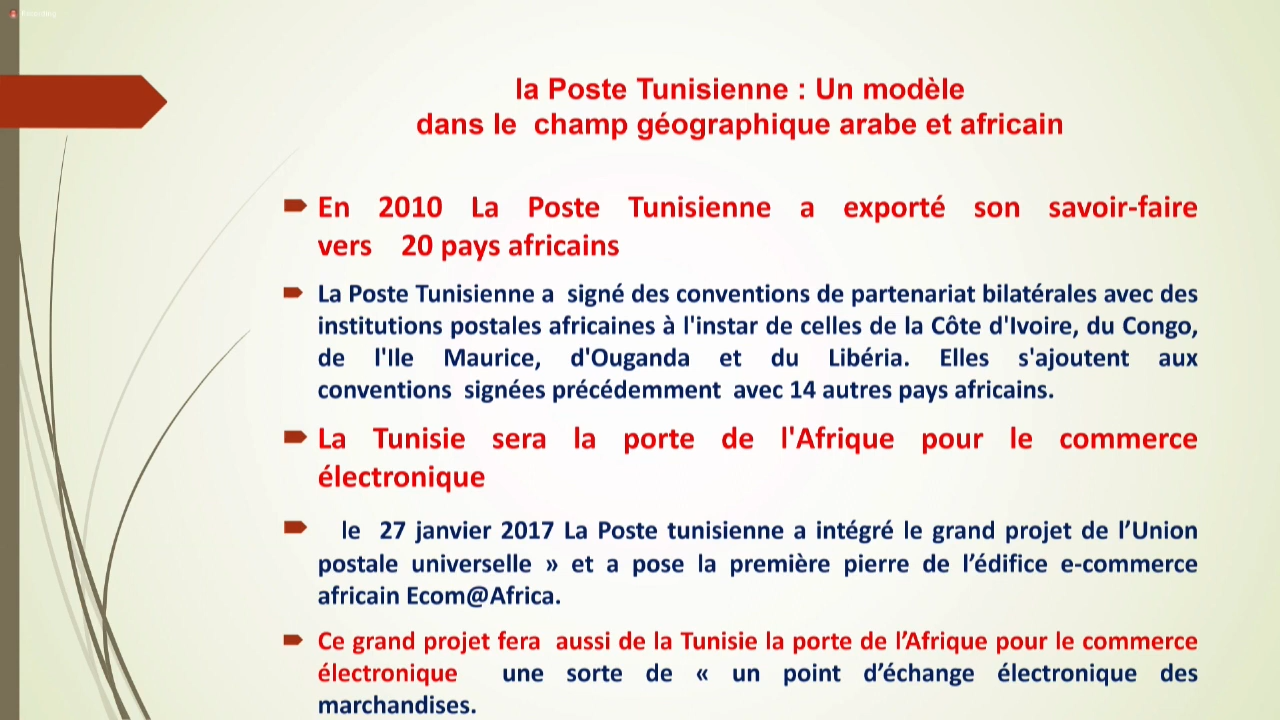 la Poste Tunisienne : Un modèle
dans le champ géographique arabe et africain
En 2010 La Poste Tunisienne a exporté son savoir-faire
vers 20 pays africains
La Poste Tunisienne a signé des conventions de partenariat bilatérales avec des
institutions postales africaines à l'instar de celles de la Côte d'Ivoire, du Congo,
de l'Ile Maurice, d'Ouganda et du Libéria. Elles s'ajoutent aux
conventions signées précédemment avec 14 autres pays africains.
La Tunisie sera la porte de l'Afrique pour le commerce
électronique
le 27 janvier 2017 La Poste tunisienne a intégré le grand projet de l’Union
postale universelle » et a pose la première pierre de l’édifice e-commerce
africain Ecom@Africa.
Ce grand projet fera aussi de la Tunisie la porte de l’Afrique pour le commerce
électronique une sorte de « un point d’échange électronique des
marchandises.